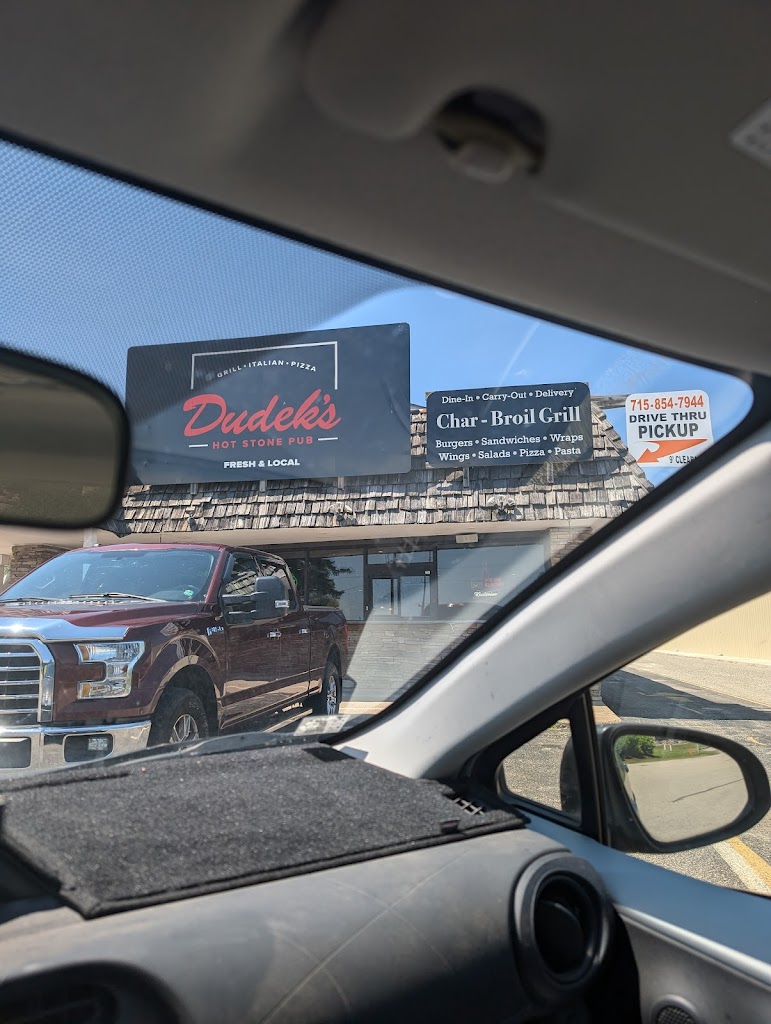 GRILL • ITALIAN • PIZZA
Dudek's
HOT STONE PUB
FRESH & LOCAL
Dine-In • Carry-Out • Delivery
Char-Broil Grill
Burgers • Sandwiches • Wraps
Wings • Salads • Pizza • Pasta
715-854-7944
DRIVE THRU
PICKUP
9'